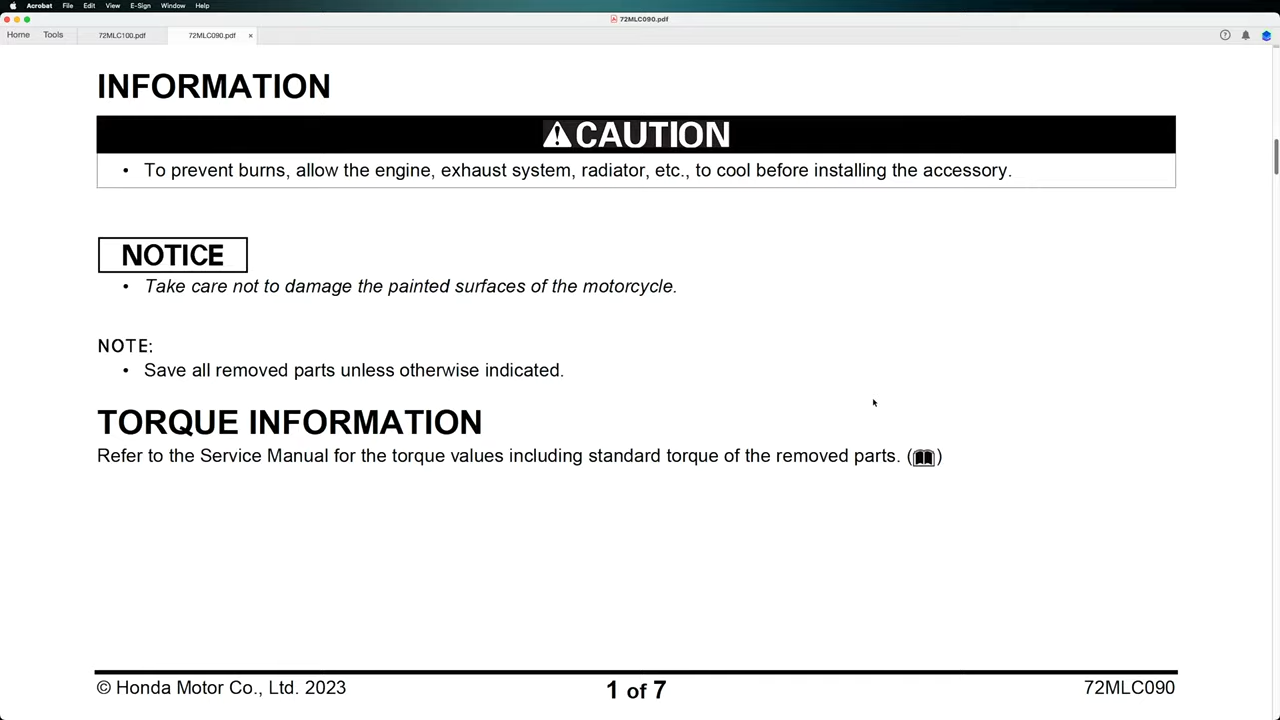 Acrobat File Edit View E-Sign Window Help
72MLC090.pdf
Home Tools 72MLC100.pdf 72MLC090.pdf ×
INFORMATION
CAUTION
• To prevent burns, allow the engine, exhaust system, radiator, etc., to cool before installing the accessory.
NOTICE
• Take care not to damage the painted surfaces of the motorcycle.
NOTE:
• Save all removed parts unless otherwise indicated.
TORQUE INFORMATION
Refer to the Service Manual for the torque values including standard torque of the removed parts. ( )
© Honda Motor Co., Ltd. 2023 1 of 7 72MLC090